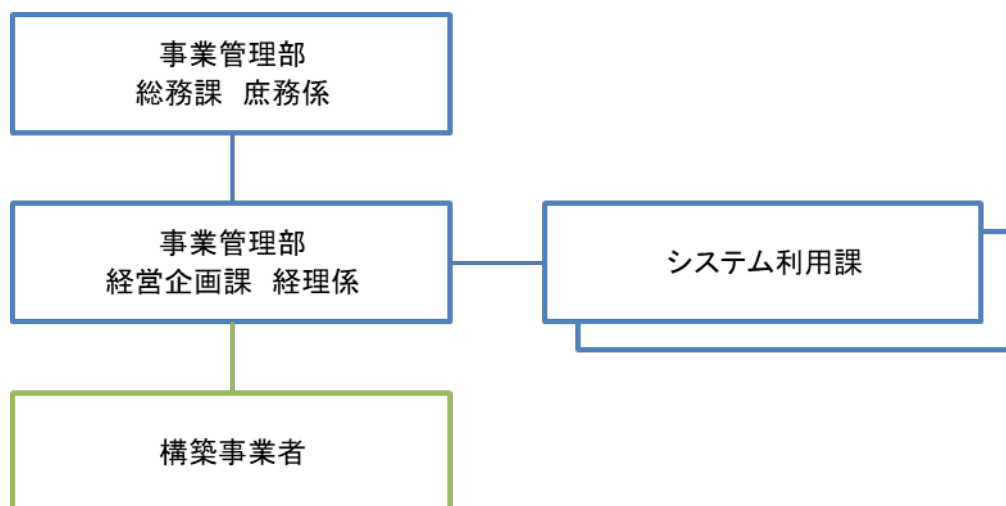 事業管理部
総務課　庶務係
事業管理部
経営企画課　経理係
システム利用課
構築事業者